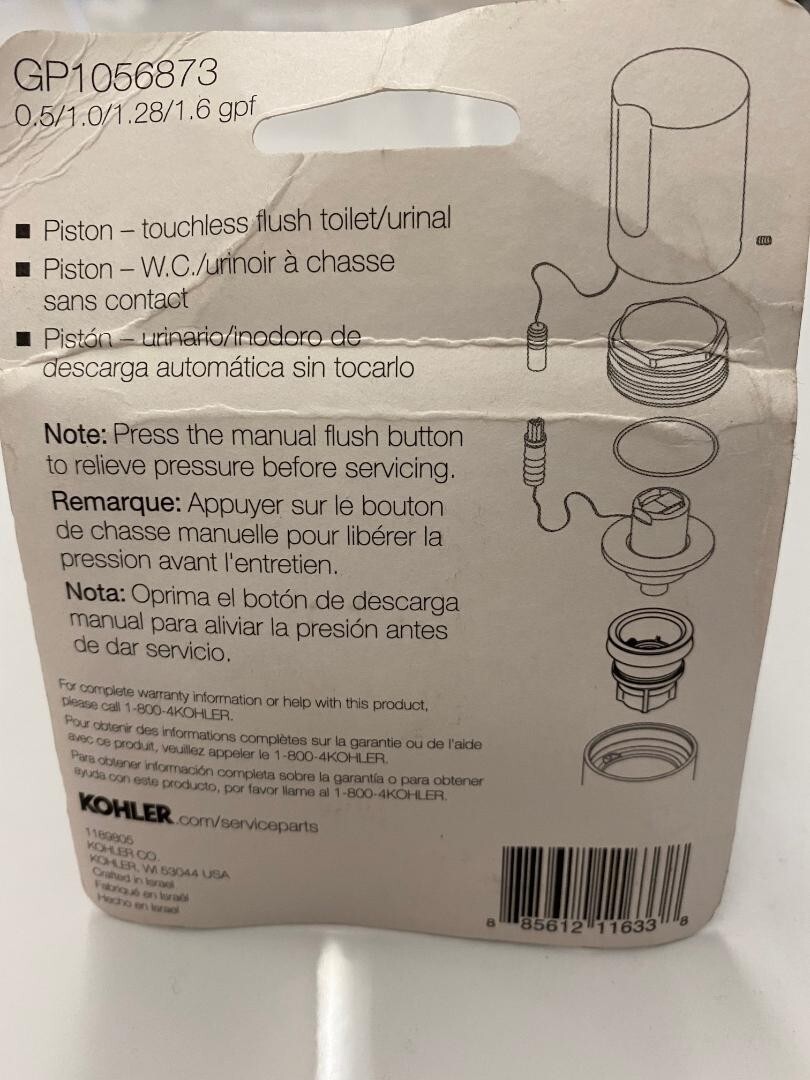 GP1056873
0.5/1.0/1.28/1.6 gpf
■ Piston – touchless flush toilet/urinal
■ Piston – W.C./urinoir à chasse
sans contact
■ Pistón – urinario/inodoro de
descarga automática sin tocarlo
Note: Press the manual flush button
to relieve pressure before servicing.
Remarque: Appuyer sur le bouton
de chasse manuelle pour libérer la
pression avant l'entretien.
Nota: Oprima el botón de descarga
manual para aliviar la presión antes
de dar servicio.
For complete warranty information or help with this product,
please call 1-800-4KOHLER.
Pour obtenir des informations complètes sur la garantie ou de l'aide
avec ce produit, veuillez appeler le 1-800-4KOHLER.
Para obtener información completa sobre la garantía o para obtener
ayuda con este producto, por favor llame al 1-800-4KOHLER.
KOHLER.com/serviceparts
1189805
KOHLER CO.
KOHLER, WI 53044 USA
Crafted in Israel
Fabriqué en Israël
Hecho en Israel
8 85612 11633 8